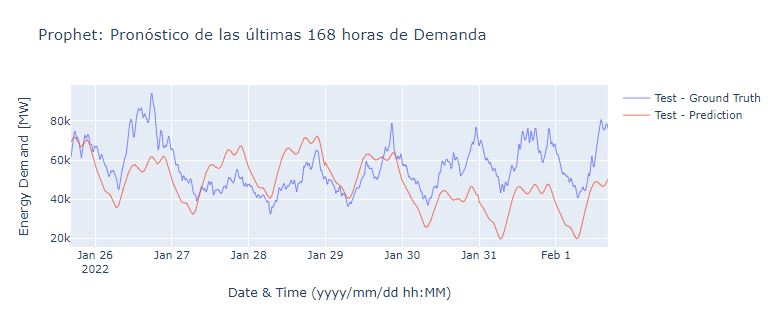 Prophet: Pronóstico de las últimas 168 horas de Demanda
Test - Ground Truth
Test - Prediction
Energy Demand [MW]
80k
60k
40k
20k
Jan 26
2022
Jan 27
Jan 28
Jan 29
Jan 30
Jan 31
Feb 1
Date & Time (yyyy/mm/dd hh:MM)